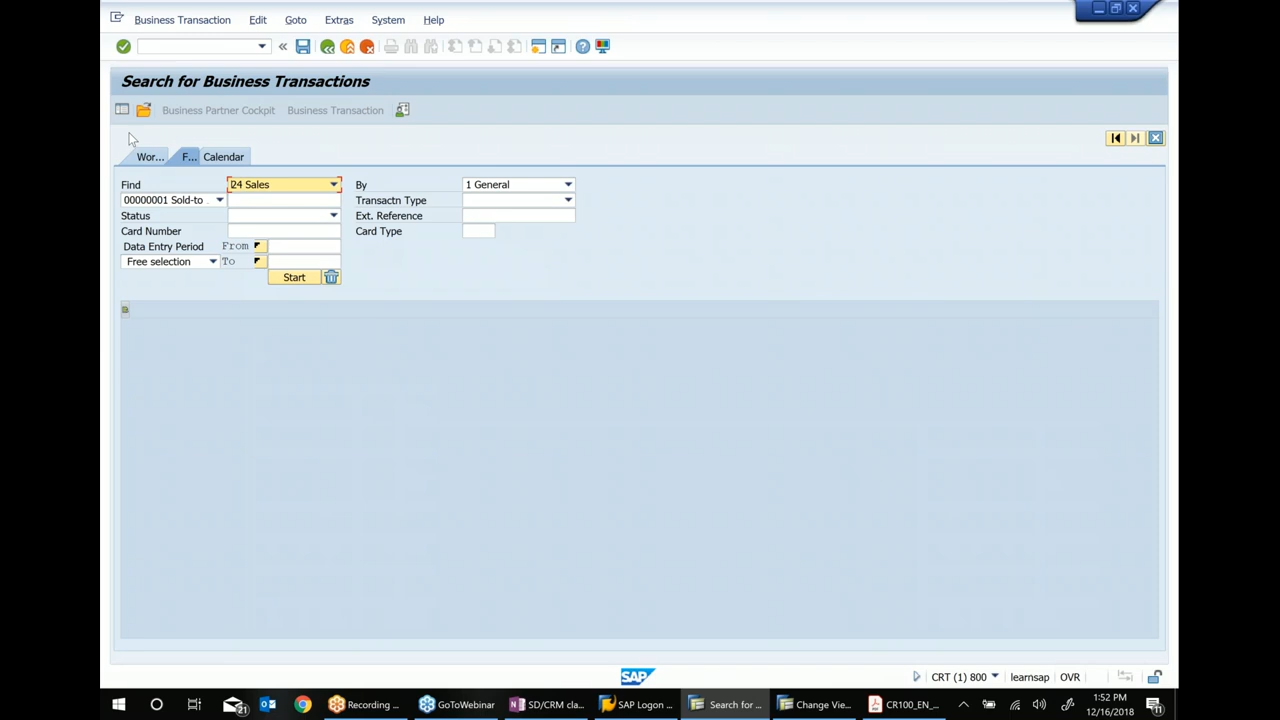 Business Transaction Edit Goto Extras System Help
Search for Business Transactions
Business Partner Cockpit Business Transaction
Wor... F... Calendar
Find 24 Sales By 1 General
00000001 Sold-to . Transactn Type
Status Ext. Reference
Card Number Card Type
Data Entry Period From
Free selection To
Start
SAP CRT (1) 800 learnsap OVR
21 Recording ... GoToWebinar SD/CRM cla... SAP Logon ... Search for ... Change Vie... CR100_EN_... 1:52 PM
12/16/2018 11